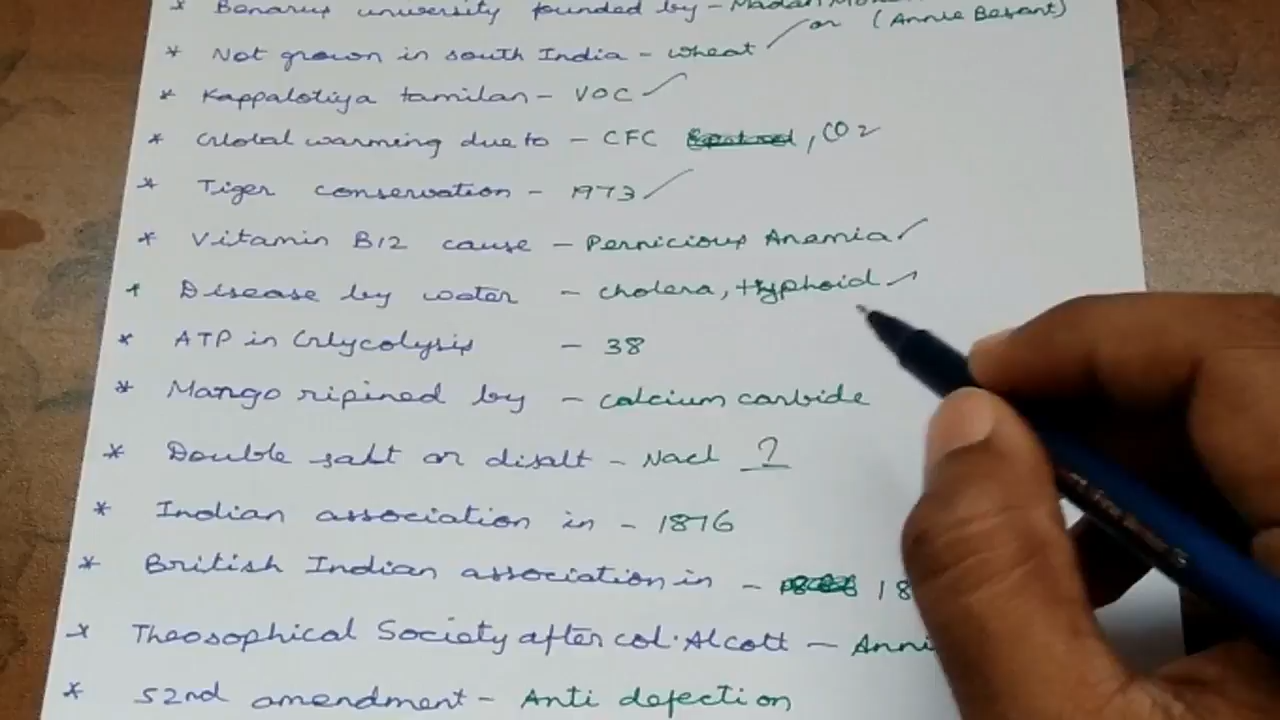 * Banarus university founded by - Madan
or (Annie Besant)
* Not grown in south India - wheat
* Kappalotiya tamilan - VOC
* Global warming due to - CFC , CO2
* Tiger conservation - 1973
* Vitamin B12 cause - Pernicious Anemia
* Disease by water - cholera, typhoid
* ATP in Glycolysis - 38
* Mango ripined by - calcium carbide
* Double salt or disalt - Nacl ?
* Indian association in - 1876
* British Indian association in - 18
* Theosophical Society after col. Alcott - Anni
* 52nd amendment - Anti defection